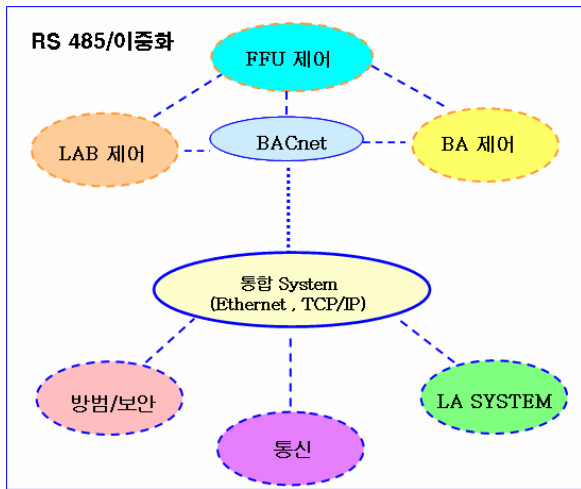 RS 485/이중화
FFU 제어
LAB 제어
BACnet
BA 제어
통합 System
(Ethernet , TCP/IP)
방범/보안
통신
LA SYSTEM